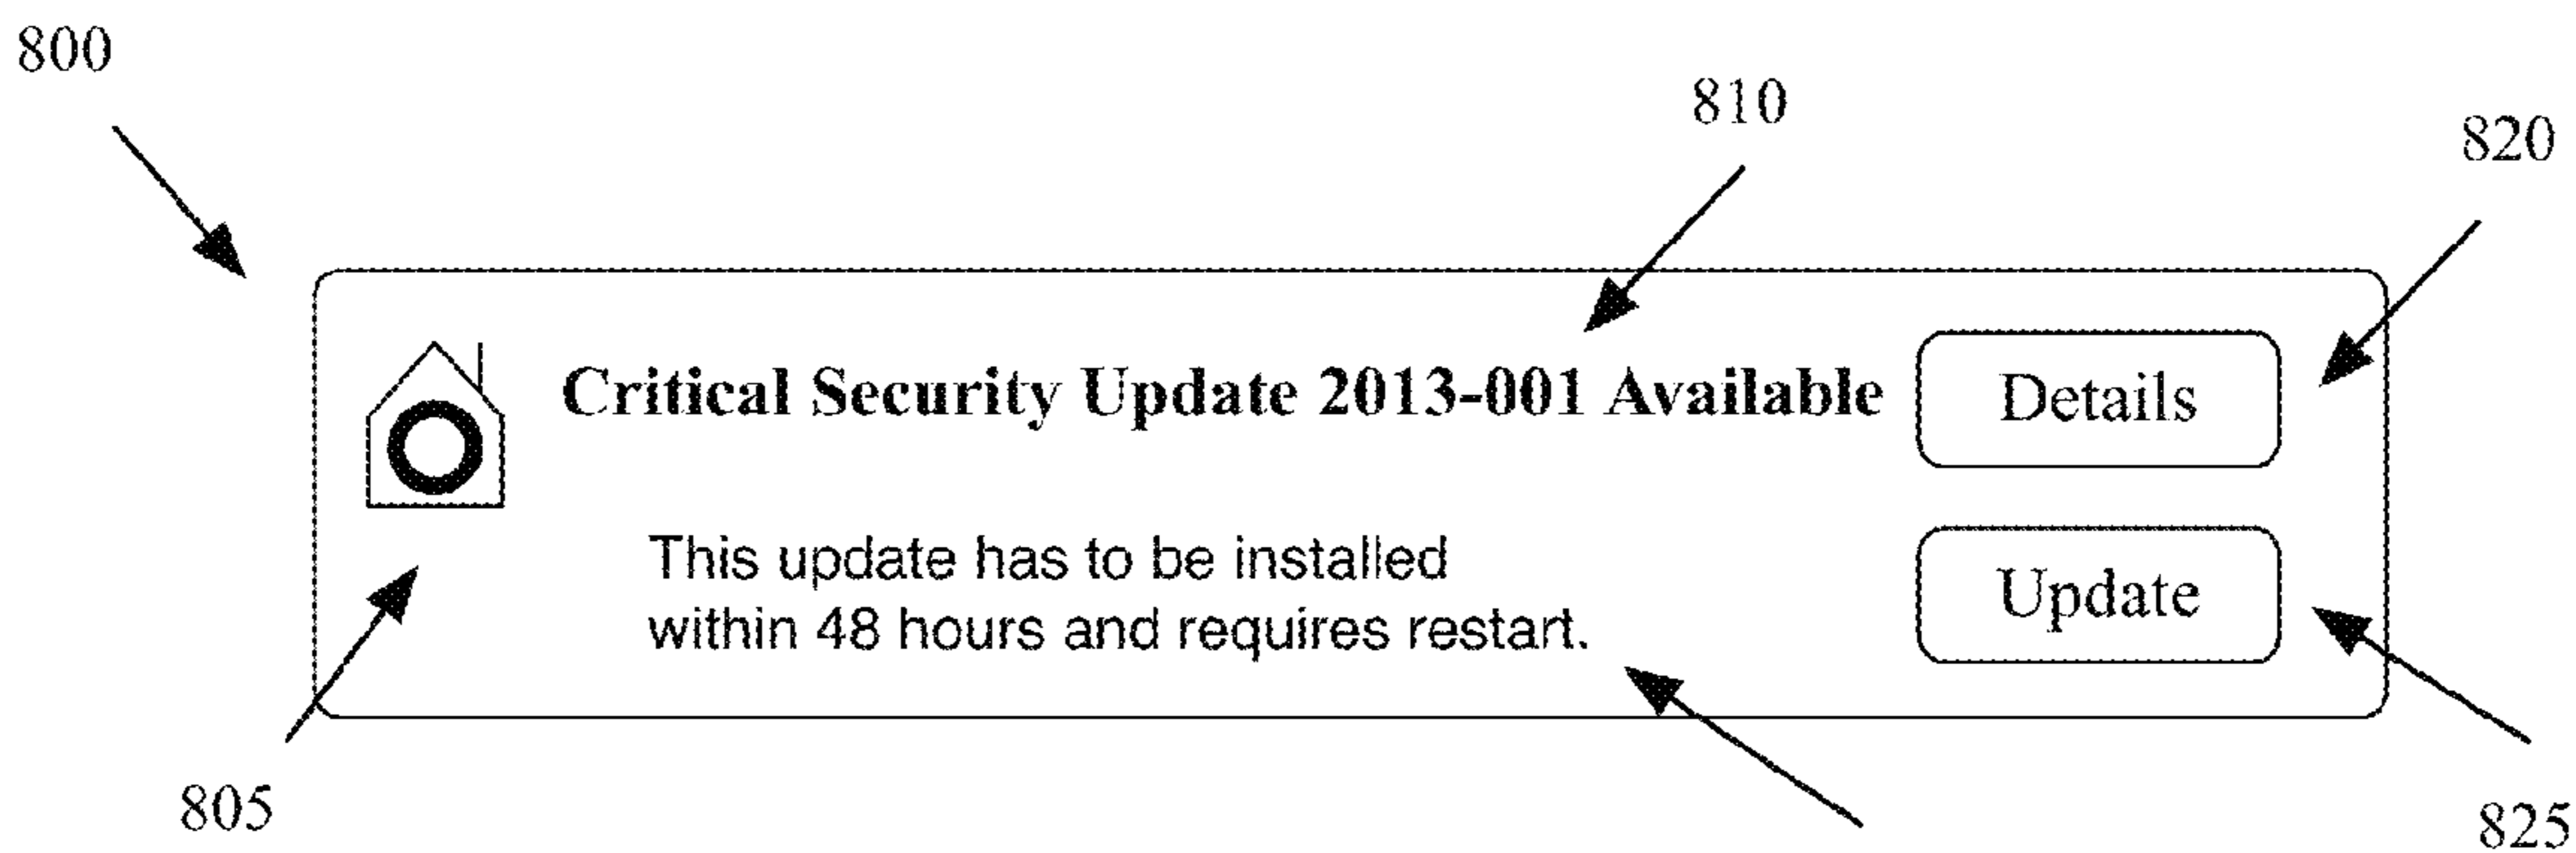 800
810
820
Critical Security Update 2013-001 Available
Details
This update has to be installed
within 48 hours and requires restart.
Update
805
825